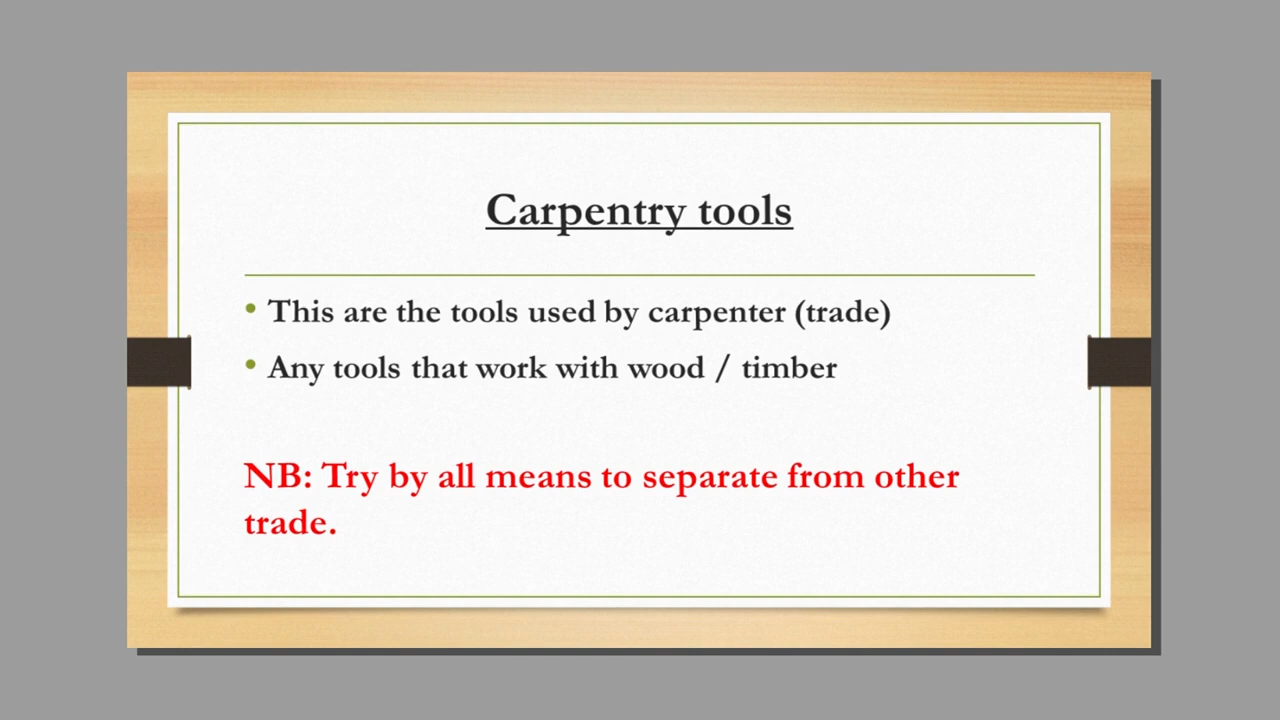 Carpentry tools
• This are the tools used by carpenter (trade)
• Any tools that work with wood / timber
NB: Try by all means to separate from other
trade.